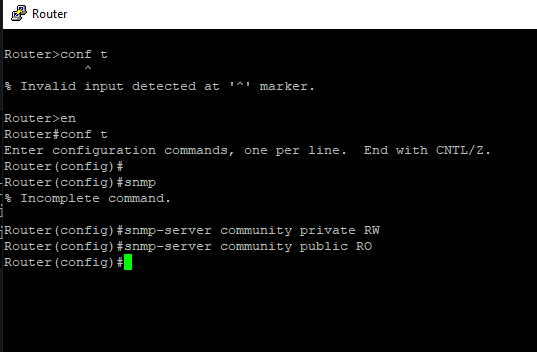 Router
Router>conf t
^
% Invalid input detected at '^' marker.
Router>en
Router#conf t
Enter configuration commands, one per line.  End with CNTL/Z.
Router(config)#
Router(config)#snmp
% Incomplete command.
Router(config)#snmp-server community private RW
Router(config)#snmp-server community public RO
Router(config)#